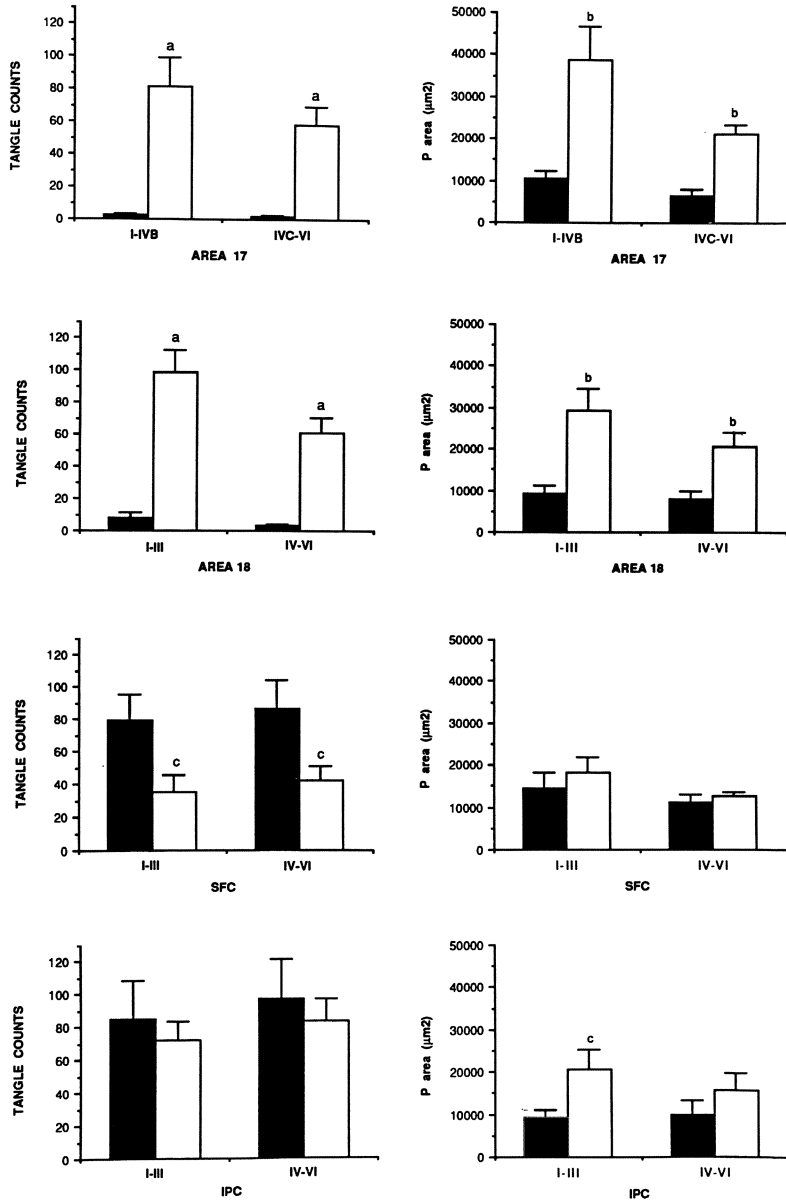 TANGLE COUNTS
120
100
80
60
40
20
0
a
a
I-IVB
IVC-VI
AREA 17
P area (µm2)
50000
40000
30000
20000
10000
0
b
b
I-IVB
IVC-VI
AREA 17
TANGLE COUNTS
120
100
80
60
40
20
0
a
a
I-III
IV-VI
AREA 18
P area (µm2)
50000
40000
30000
20000
10000
0
b
b
I-III
IV-VI
AREA 18
TANGLE COUNTS
120
100
80
60
40
20
0
c
c
I-III
IV-VI
SFC
P area (µm2)
50000
40000
30000
20000
10000
0
I-III
IV-VI
SFC
TANGLE COUNTS
120
100
80
60
40
20
0
I-III
IV-VI
IPC
P area (µm2)
50000
40000
30000
20000
10000
0
c
I-III
IV-VI
IPC